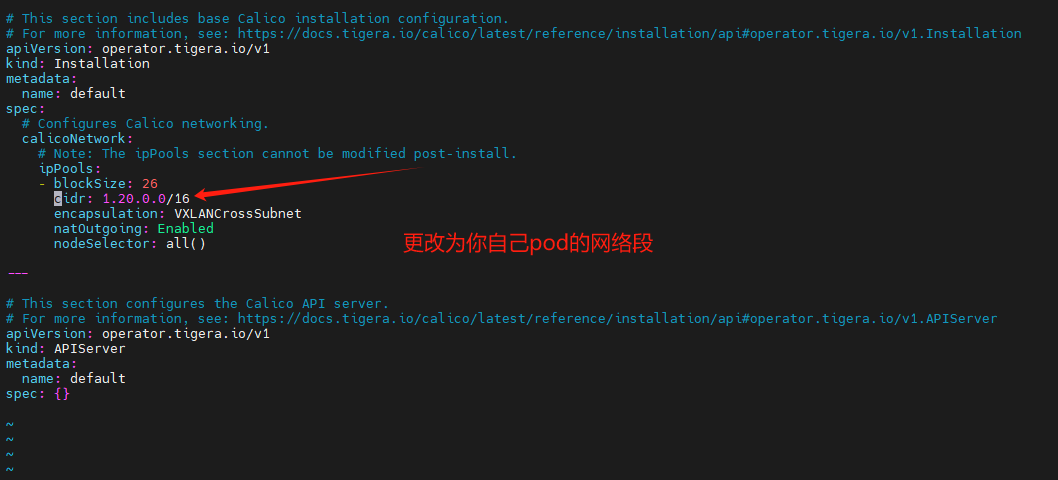 # This section includes base Calico installation configuration.
# For more information, see: https://docs.tigera.io/calico/latest/reference/installation/api#operator.tigera.io/v1.Installation
apiVersion: operator.tigera.io/v1
kind: Installation
metadata:
  name: default
spec:
  # Configures Calico networking.
  calicoNetwork:
    # Note: The ipPools section cannot be modified post-install.
    ipPools:
    - blockSize: 26
      cidr: 1.20.0.0/16
      encapsulation: VXLANCrossSubnet
      natOutgoing: Enabled
      nodeSelector: all()
更改为你自己pod的网络段
---
# This section configures the Calico API server.
# For more information, see: https://docs.tigera.io/calico/latest/reference/installation/api#operator.tigera.io/v1.APIServer
apiVersion: operator.tigera.io/v1
kind: APIServer
metadata:
  name: default
spec: {}
~
~
~
~